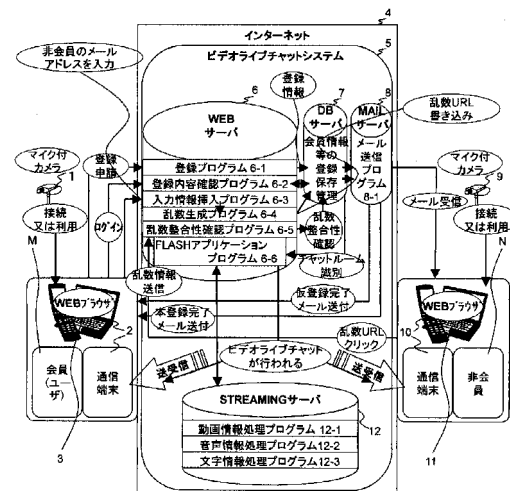 4
インターネット
5
ビデオライブチャットシステム
非会員のメール
アドレスを入力
6
WEB
サーバ
登録
情報
7
DB
サーバ
8
MAIL
サーバ
乱数URL
書き込み
会員情報
等の
登録
保存
管理
メール
送信
プロ
グラム
8-1
登録プログラム 6-1
登録内容確認プログラム 6-2
入力情報挿入プログラム 6-3
乱数生成プログラム 6-4
乱数整合性確認プログラム 6-5
FLASHアプリケーション
プログラム 6-6
マイク付
カメラ
1
登録
申請
ログイン
接続
又は利用
M
マイク付
カメラ
9
メール受信
接続
又は利用
N
乱数
整合性
確認
チャットルーム
識別
乱数情報
送信
仮登録完了
メール送付
本登録完了
メール送付
乱数URL
クリック
WEBブラウザ
2
会員
(ユー
ザ)
通信
端末
3
WEBブラウザ
10
通信
端末
非会
員
11
ビデオライブチャットが
行われる
送受信
送受信
STREAMINGサーバ
12
動画情報処理プログラム 12-1
音声情報処理プログラム12-2
文字情報処理プログラム12-3